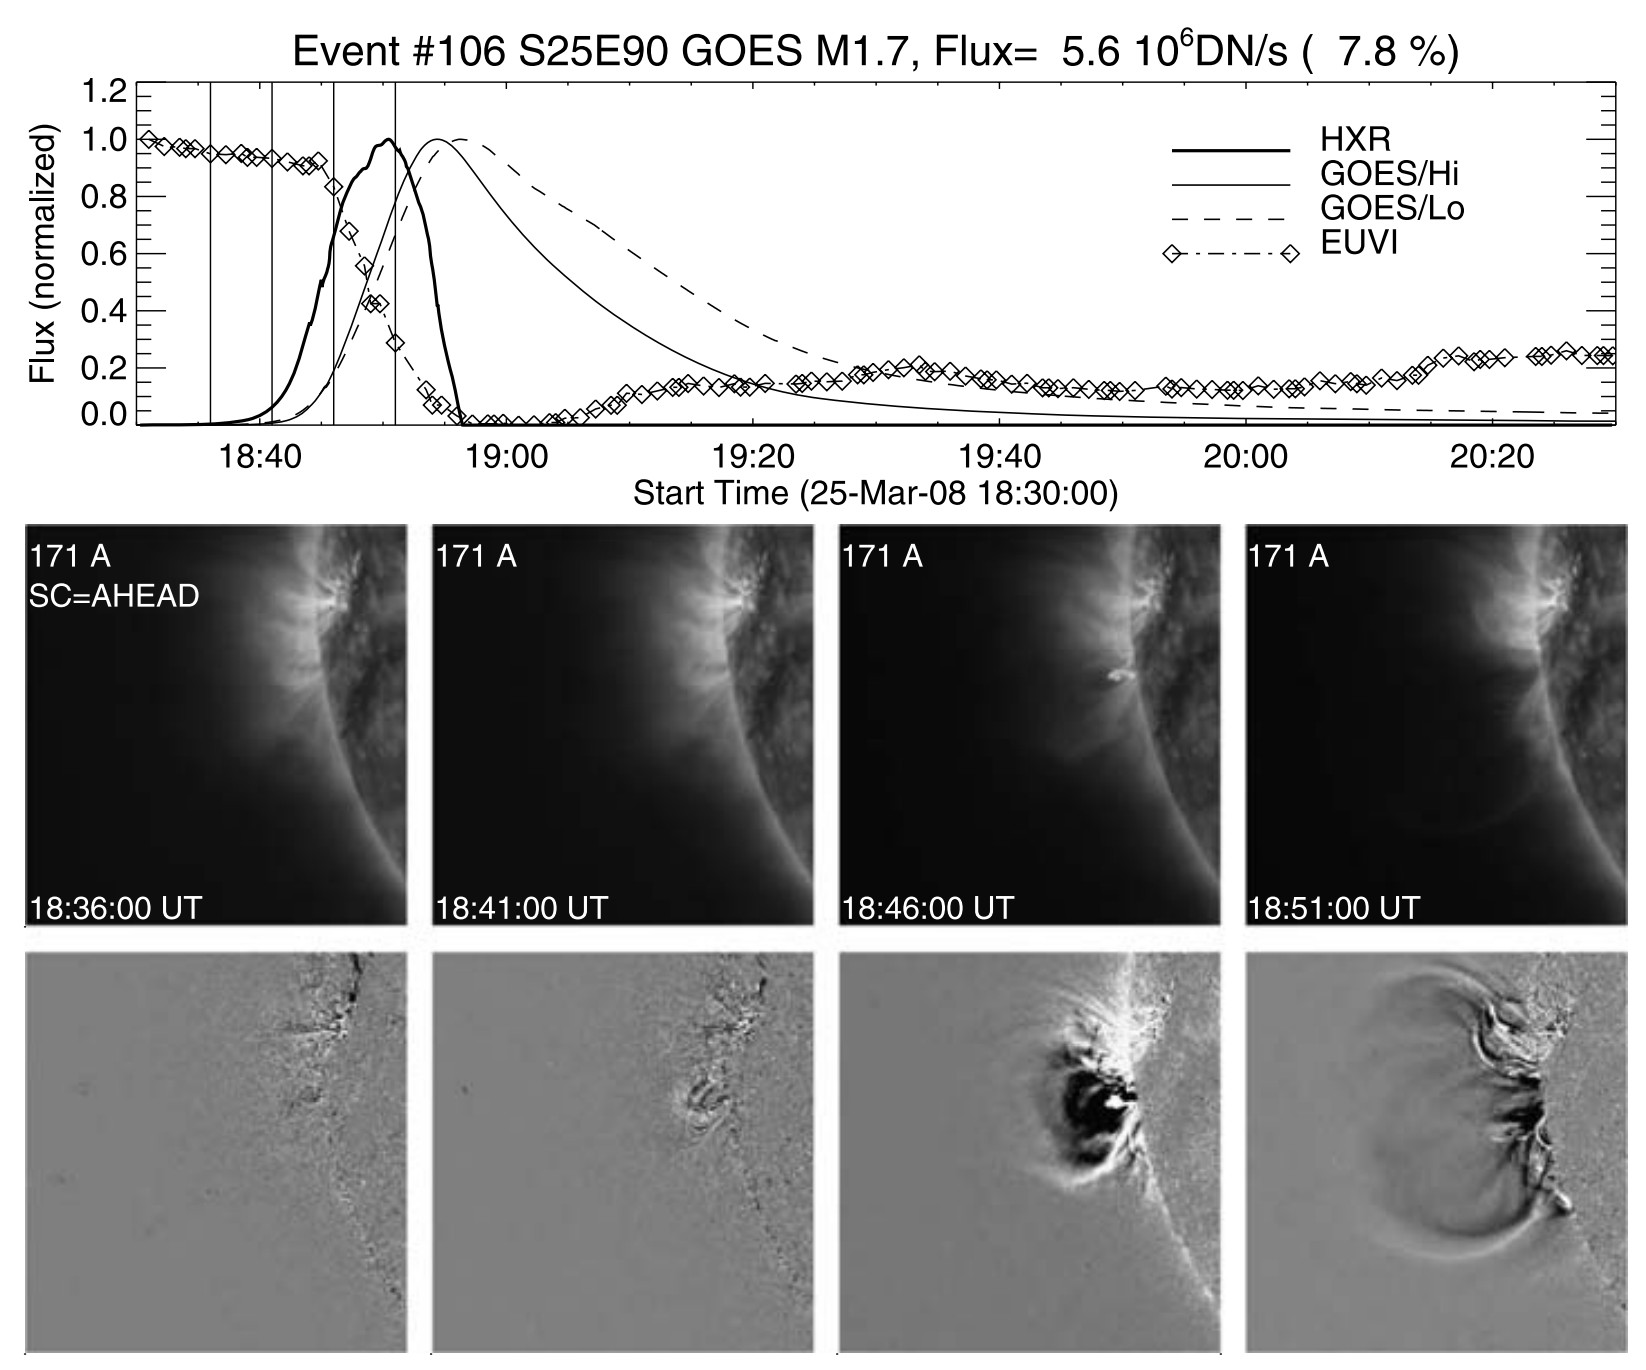 Event #106 S25E90 GOES M1.7, Flux= 5.6 10⁶DN/s ( 7.8 %)
Flux (normalized)
1.2
1.0
0.8
0.6
0.4
0.2
0.0
HXR
GOES/Hi
GOES/Lo
EUVI
18:40 19:00 19:20 19:40 20:00 20:20
Start Time (25-Mar-08 18:30:00)
171 A
SC=AHEAD
18:36:00 UT
171 A
18:41:00 UT
171 A
18:46:00 UT
171 A
18:51:00 UT